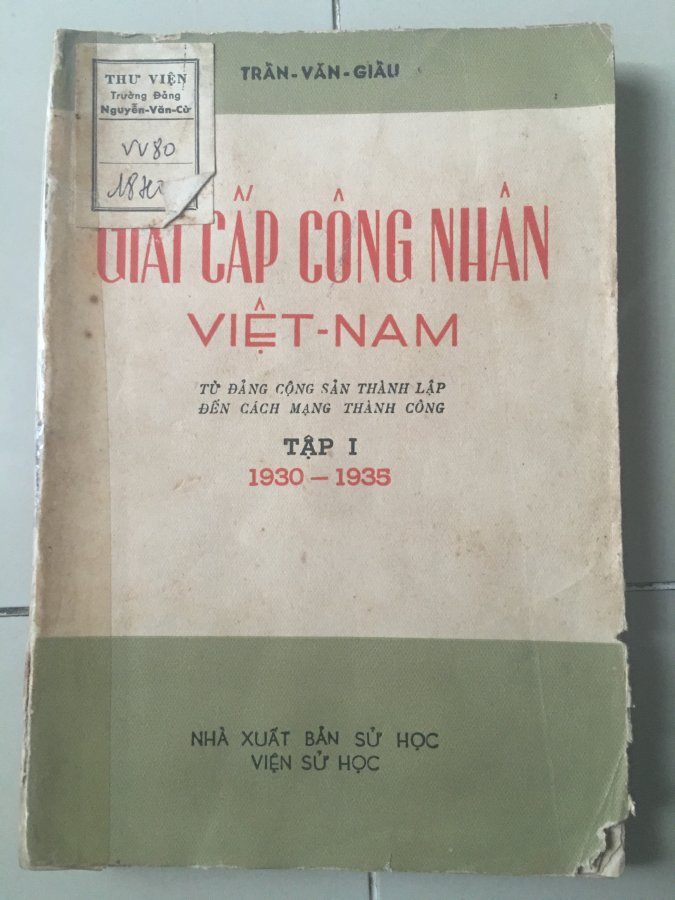 TRẦN-VĂN-GIÀU
THƯ VIỆN
Trường Đảng
Nguyễn-Văn-Cừ
VV80
GIAI CẤP CÔNG NHÂN
VIỆT-NAM
TỪ ĐẢNG CỘNG SẢN THÀNH LẬP
ĐẾN CÁCH MẠNG THÀNH CÔNG
TẬP I
1930 — 1935
NHÀ XUẤT BẢN SỬ HỌC
VIỆN SỬ HỌC